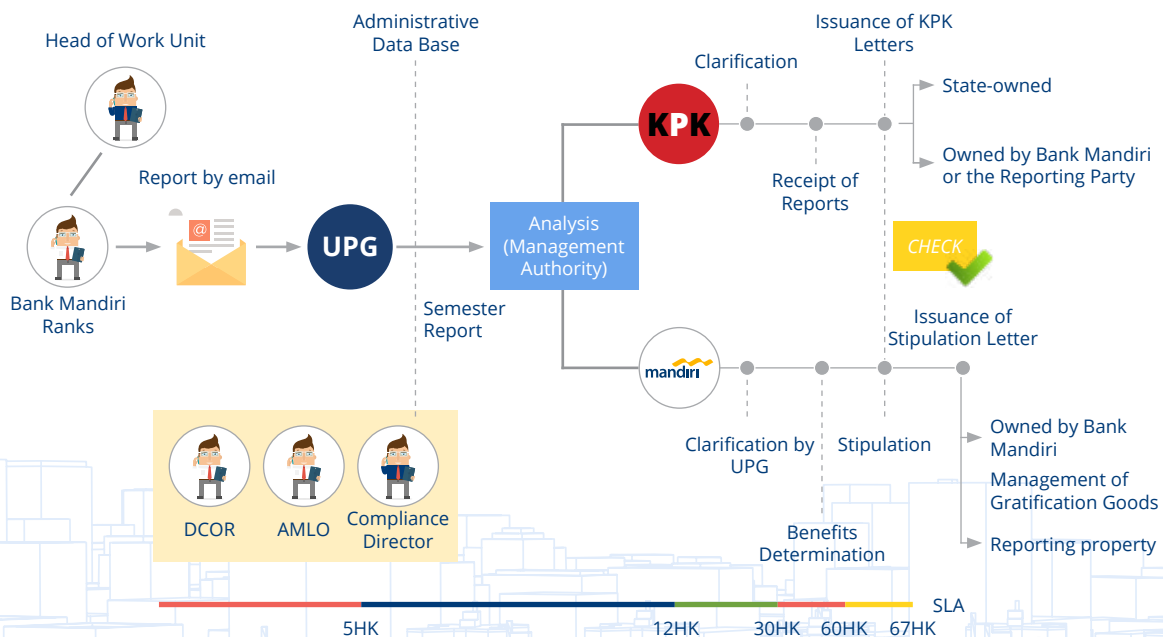 Head of Work Unit
Bank Mandiri
Ranks
Report by email
@
UPG
Administrative
Data Base
Semester
Report
DCOR
AMLO
Compliance
Director
Analysis
(Management
Authority)
KPK
Clarification
Receipt of
Reports
Issuance of KPK
Letters
State-owned
Owned by Bank Mandiri
or the Reporting Party
CHECK
mandiri
Clarification by
UPG
Benefits
Determination
Stipulation
Issuance of
Stipulation Letter
Owned by Bank
Mandiri
Management of
Gratification Goods
Reporting property
SLA
5HK
12HK
30HK
60HK
67HK